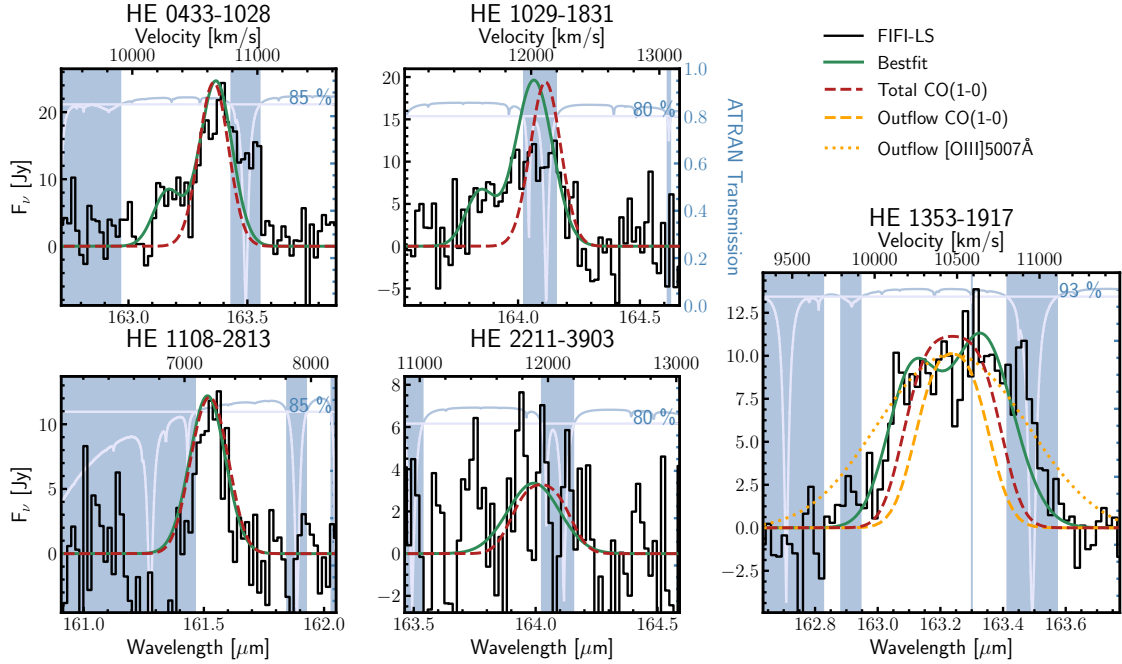 HE 0433-1028
Velocity [km/s]
10000 11000
85 %
20
10
0
F_ν [Jy]
163.0 163.5
HE 1029-1831
Velocity [km/s]
12000 13000
80 %
20
15
10
5
0
−5
164.0 164.5
1.0
0.8
0.6
0.4
0.2
0.0
ATRAN Transmission
FIFI-LS
Bestfit
Total CO(1-0)
Outflow CO(1-0)
Outflow [OIII]5007Å
HE 1108-2813
7000 8000
85 %
10
5
0
F_ν [Jy]
161.0 161.5 162.0
Wavelength [μm]
HE 2211-3903
11000 12000 13000
80 %
8
6
4
2
0
−2
163.5 164.0 164.5
Wavelength [μm]
HE 1353-1917
Velocity [km/s]
9500 10000 10500 11000
93 %
12.5
10.0
7.5
5.0
2.5
0.0
−2.5
162.8 163.0 163.2 163.4 163.6
Wavelength [μm]